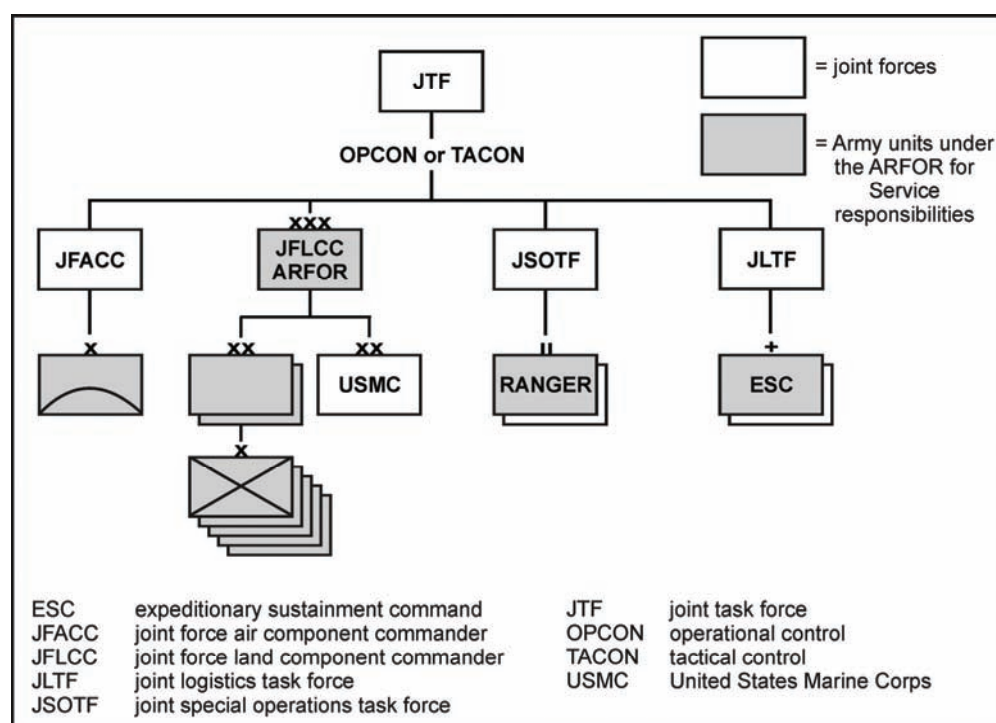 JTF
= joint forces
OPCON or TACON
= Army units under
the ARFOR for
Service
responsibilities
xxx
JFACC
JFLCC
ARFOR
JSOTF
JLTF
x
xx
xx
II
+
USMC
RANGER
ESC
x
ESC expeditionary sustainment command
JFACC joint force air component commander
JFLCC joint force land component commander
JLTF joint logistics task force
JSOTF joint special operations task force
JTF joint task force
OPCON operational control
TACON tactical control
USMC United States Marine Corps